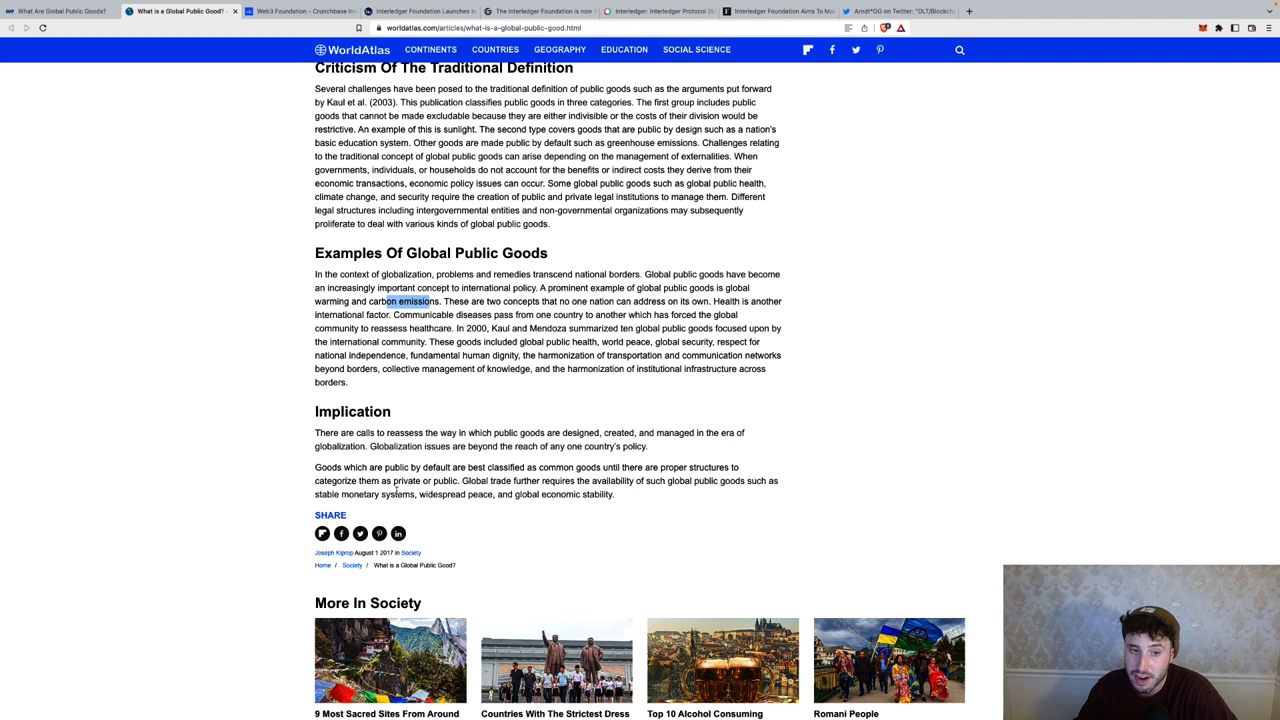 What Are Global Public Goods?
What is a Global Public Good?
Web3 Foundation - Crunchbase In
Interledger Foundation Launches to
The Interledger Foundation is now
Interledger: Interledger Protocol (IL
Interledger Foundation Aims To Ma
Arndt*GG on Twitter: "DLT/Blockch
worldatlas.com/articles/what-is-a-global-public-good.html
WorldAtlas CONTINENTS COUNTRIES GEOGRAPHY EDUCATION SOCIAL SCIENCE
Criticism Of The Traditional Definition
Several challenges have been posed to the traditional definition of public goods such as the arguments put forward
by Kaul et al. (2003). This publication classifies public goods in three categories. The first group includes public
goods that cannot be made excludable because they are either indivisible or the costs of their division would be
restrictive. An example of this is sunlight. The second type covers goods that are public by design such as a nation's
basic education system. Other goods are made public by default such as greenhouse emissions. Challenges relating
to the traditional concept of global public goods can arise depending on the management of externalities. When
governments, individuals, or households do not account for the benefits or indirect costs they derive from their
economic transactions, economic policy issues can occur. Some global public goods such as global public health,
climate change, and security require the creation of public and private legal institutions to manage them. Different
legal structures including intergovernmental entities and non-governmental organizations may subsequently
proliferate to deal with various kinds of global public goods.
Examples Of Global Public Goods
In the context of globalization, problems and remedies transcend national borders. Global public goods have become
an increasingly important concept to international policy. A prominent example of global public goods is global
warming and carbon emissions. These are two concepts that no one nation can address on its own. Health is another
international factor. Communicable diseases pass from one country to another which has forced the global
community to reassess healthcare. In 2000, Kaul and Mendoza summarized ten global public goods focused upon by
the international community. These goods included global public health, world peace, global security, respect for
national independence, fundamental human dignity, the harmonization of transportation and communication networks
beyond borders, collective management of knowledge, and the harmonization of institutional infrastructure across
borders.
Implication
There are calls to reassess the way in which public goods are designed, created, and managed in the era of
globalization. Globalization issues are beyond the reach of any one country's policy.
Goods which are public by default are best classified as common goods until there are proper structures to
categorize them as private or public. Global trade further requires the availability of such global public goods such as
stable monetary systems, widespread peace, and global economic stability.
SHARE
Joseph Kiprop August 1 2017 in Society
Home / Society / What is a Global Public Good?
More In Society
9 Most Sacred Sites From Around
Countries With The Strictest Dress
Top 10 Alcohol Consuming
Romani People